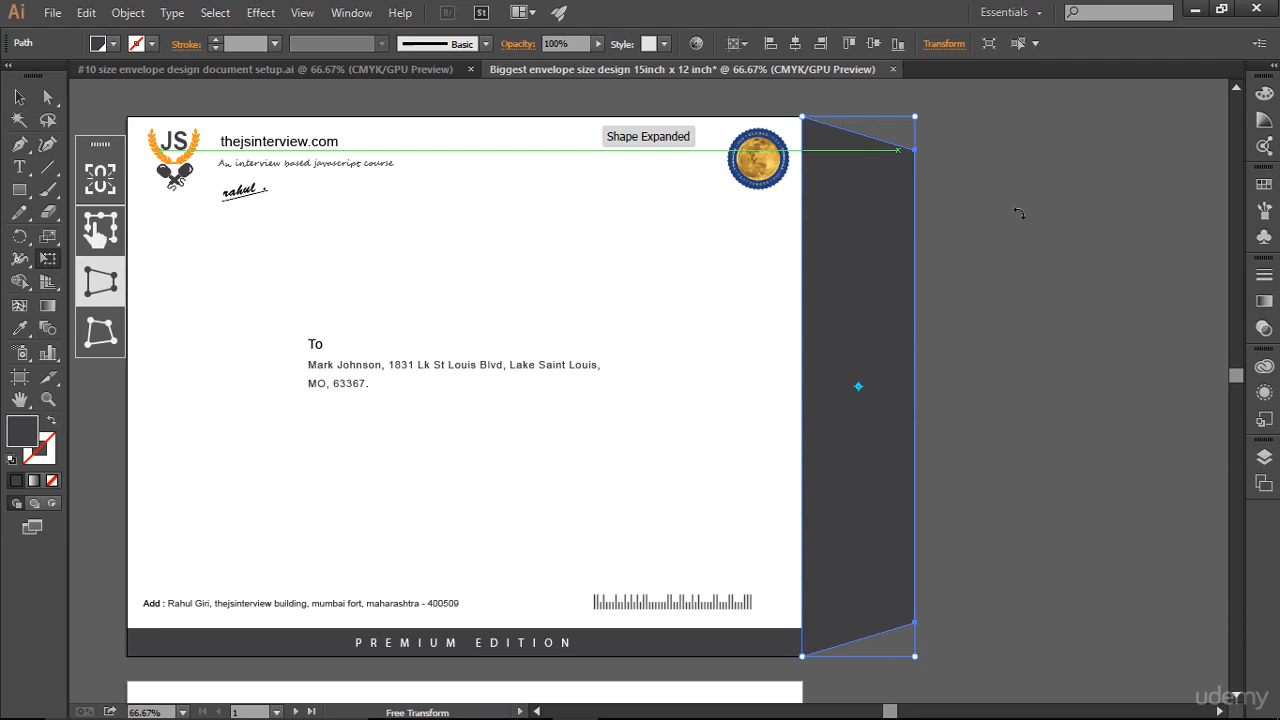 Ai File Edit Object Type Select Effect View Window Help Br St Essentials
Path Stroke: Basic Opacity: 100% Style: Transform
#10 size envelope design document setup.ai @ 66.67% (CMYK/GPU Preview) × Biggest envelope size design 15inch x 12 inch* @ 66.67% (CMYK/GPU Preview) ×
JS
thejsinterview.com
An interview based javascript course
rahul .
Shape Expanded
To
Mark Johnson, 1831 Lk St Louis Blvd, Lake Saint Louis,
MO, 63367.
Add : Rahul Giri, thejsinterview building, mumbai fort, maharashtra - 400509
PREMIUM EDITION
66.67% 1 Free Transform
udemy